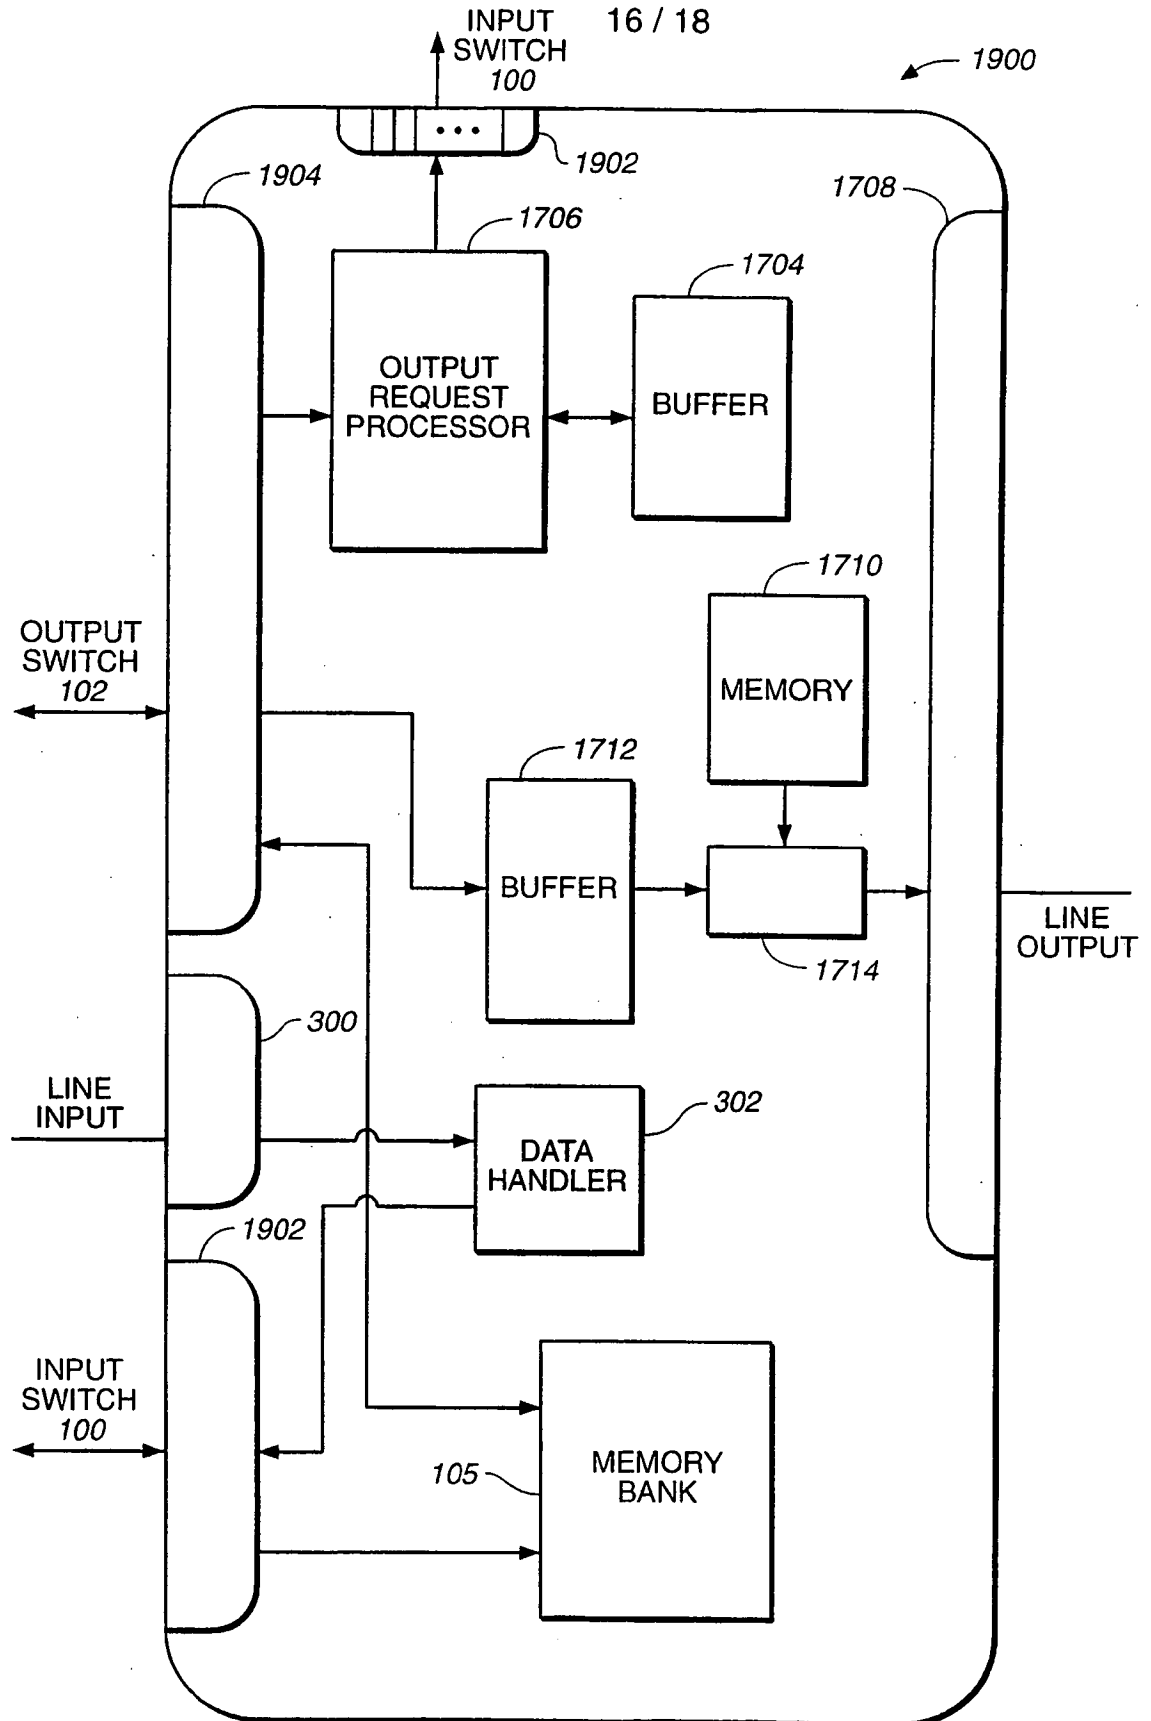 16 / 18
INPUT
SWITCH
100
1900
1902
1904
1708
1706
1704
OUTPUT
REQUEST
PROCESSOR
BUFFER
1710
OUTPUT
SWITCH
102
MEMORY
1712
BUFFER
LINE
OUTPUT
1714
300
LINE
INPUT
302
DATA
HANDLER
1902
INPUT
SWITCH
100
105
MEMORY
BANK